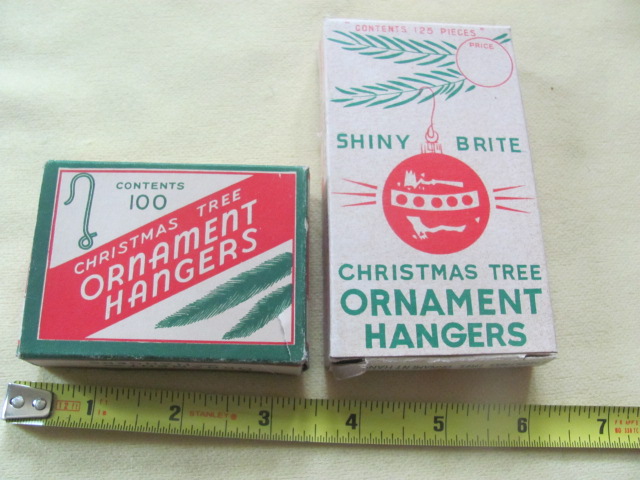 CONTENTS
100
CHRISTMAS TREE
ORNAMENT
HANGERS
"CONTENTS 125 PIECES"
PRICE
SHINY BRITE
CHRISTMAS TREE
ORNAMENT
HANGERS
1 2 STANLEY 3 4 5 6 7